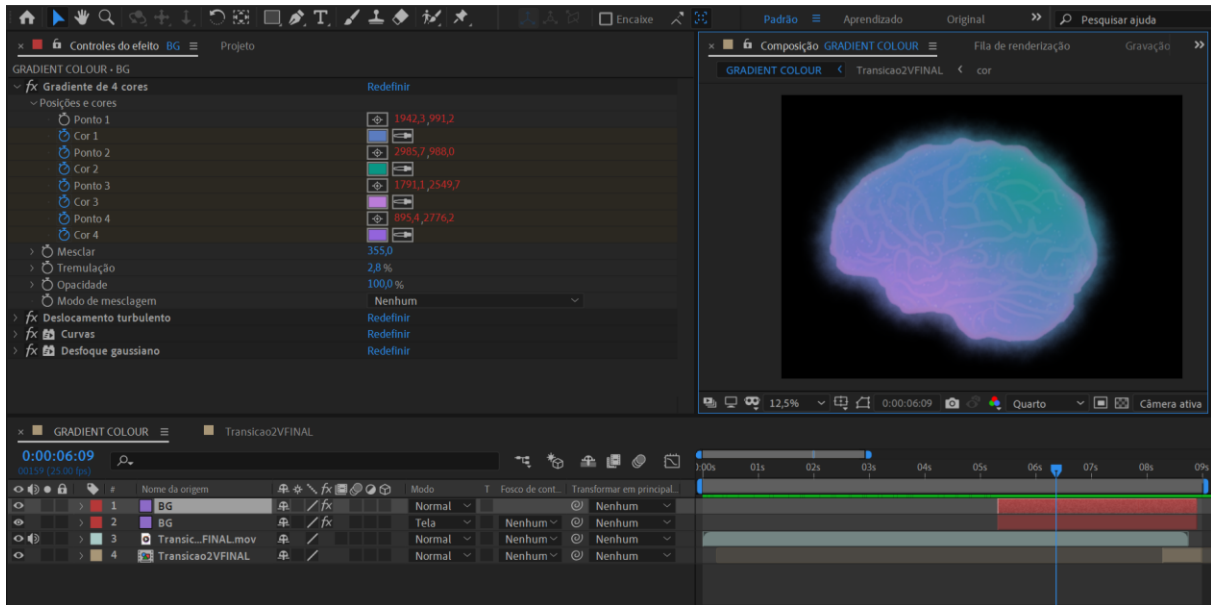 Encaixe
Padrão
Aprendizado
Original
Pesquisar ajuda
Controles do efeito BG
Projeto
GRADIENT COLOUR • BG
fx Gradiente de 4 cores Redefinir
Posições e cores
Ponto 1 1942,3 ,991,2
Cor 1
Ponto 2 2985,7 ,988,0
Cor 2
Ponto 3 1791,1 ,2549,7
Cor 3
Ponto 4 895,4 ,2776,2
Cor 4
Mesclar 355,0
Tremulação 2,8 %
Opacidade 100,0 %
Modo de mesclagem Nenhum
fx Deslocamento turbulento Redefinir
fx Curvas Redefinir
fx Desfoque gaussiano Redefinir
Composição GRADIENT COLOUR
Fila de renderização
Gravação
GRADIENT COLOUR Transicao2VFINAL cor
12,5% 0:00:06:09 Quarto Câmera ativa
GRADIENT COLOUR Transicao2VFINAL
0:00:06:09
00159 (25.00 fps)
):00s 01s 02s 03s 04s 05s 06s 07s 08s 09s
# Nome da origem fx Modo T Fosco de cont... Transformar em principal...
1 BG fx Normal Nenhum
2 BG fx Tela Nenhum Nenhum
3 Transic...FINAL.mov Normal Nenhum Nenhum
4 Transicao2VFINAL Normal Nenhum Nenhum